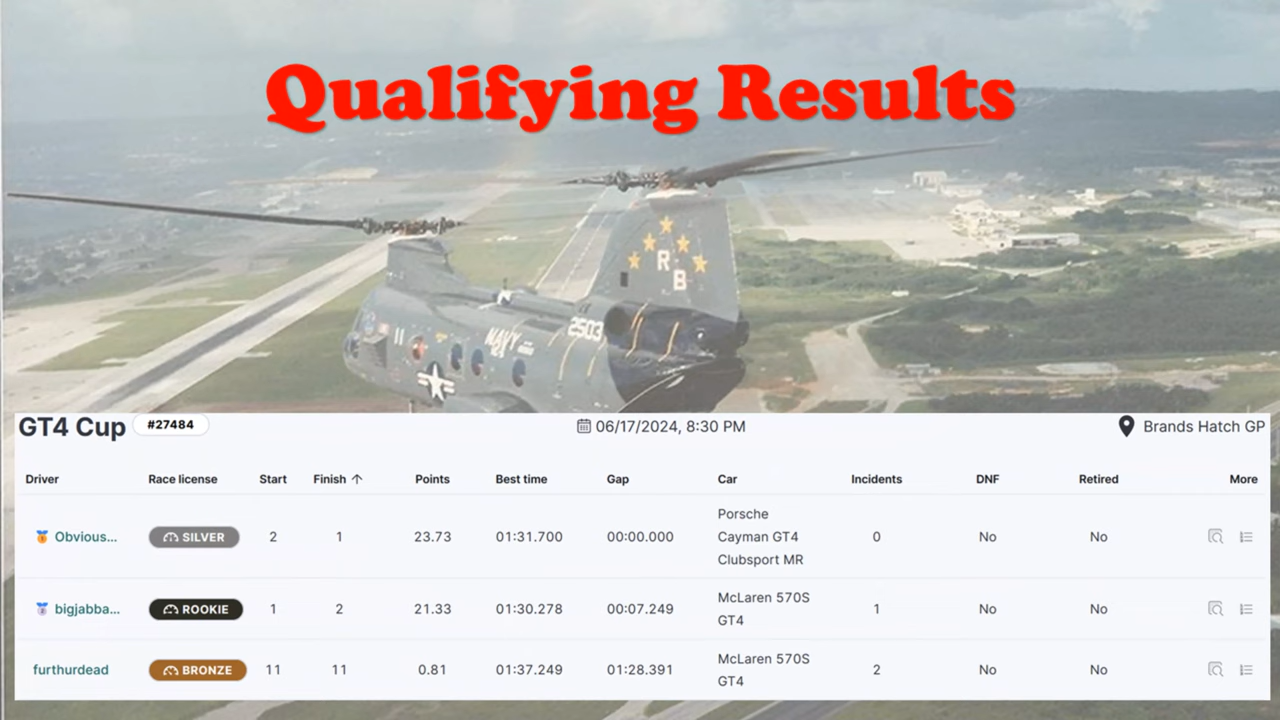 Qualifying Results
R
B
2503
NAVY
11
GT4 Cup #27484 06/17/2024, 8:30 PM Brands Hatch GP
Driver Race license Start Finish ↑ Points Best time Gap Car Incidents DNF Retired More
Obvious... SILVER 2 1 23.73 01:31.700 00:00.000 Porsche Cayman GT4 Clubsport MR 0 No No
bigjabba... ROOKIE 1 2 21.33 01:30.278 00:07.249 McLaren 570S GT4 1 No No
furthurdead BRONZE 11 11 0.81 01:37.249 01:28.391 McLaren 570S GT4 2 No No